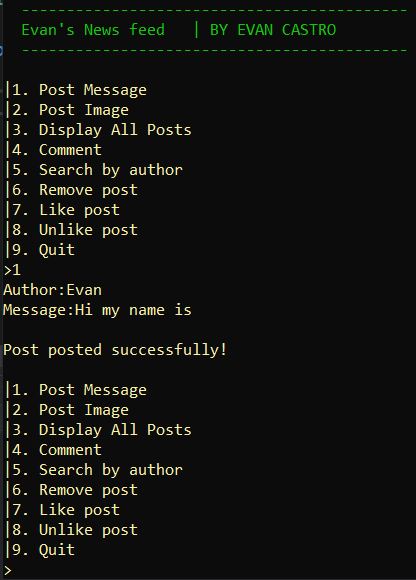 -------------------------------------------
Evan's News feed   | BY EVAN CASTRO
-------------------------------------------
|1. Post Message
|2. Post Image
|3. Display All Posts
|4. Comment
|5. Search by author
|6. Remove post
|7. Like post
|8. Unlike post
|9. Quit
>1
Author:Evan
Message:Hi my name is
Post posted successfully!
|1. Post Message
|2. Post Image
|3. Display All Posts
|4. Comment
|5. Search by author
|6. Remove post
|7. Like post
|8. Unlike post
|9. Quit
>